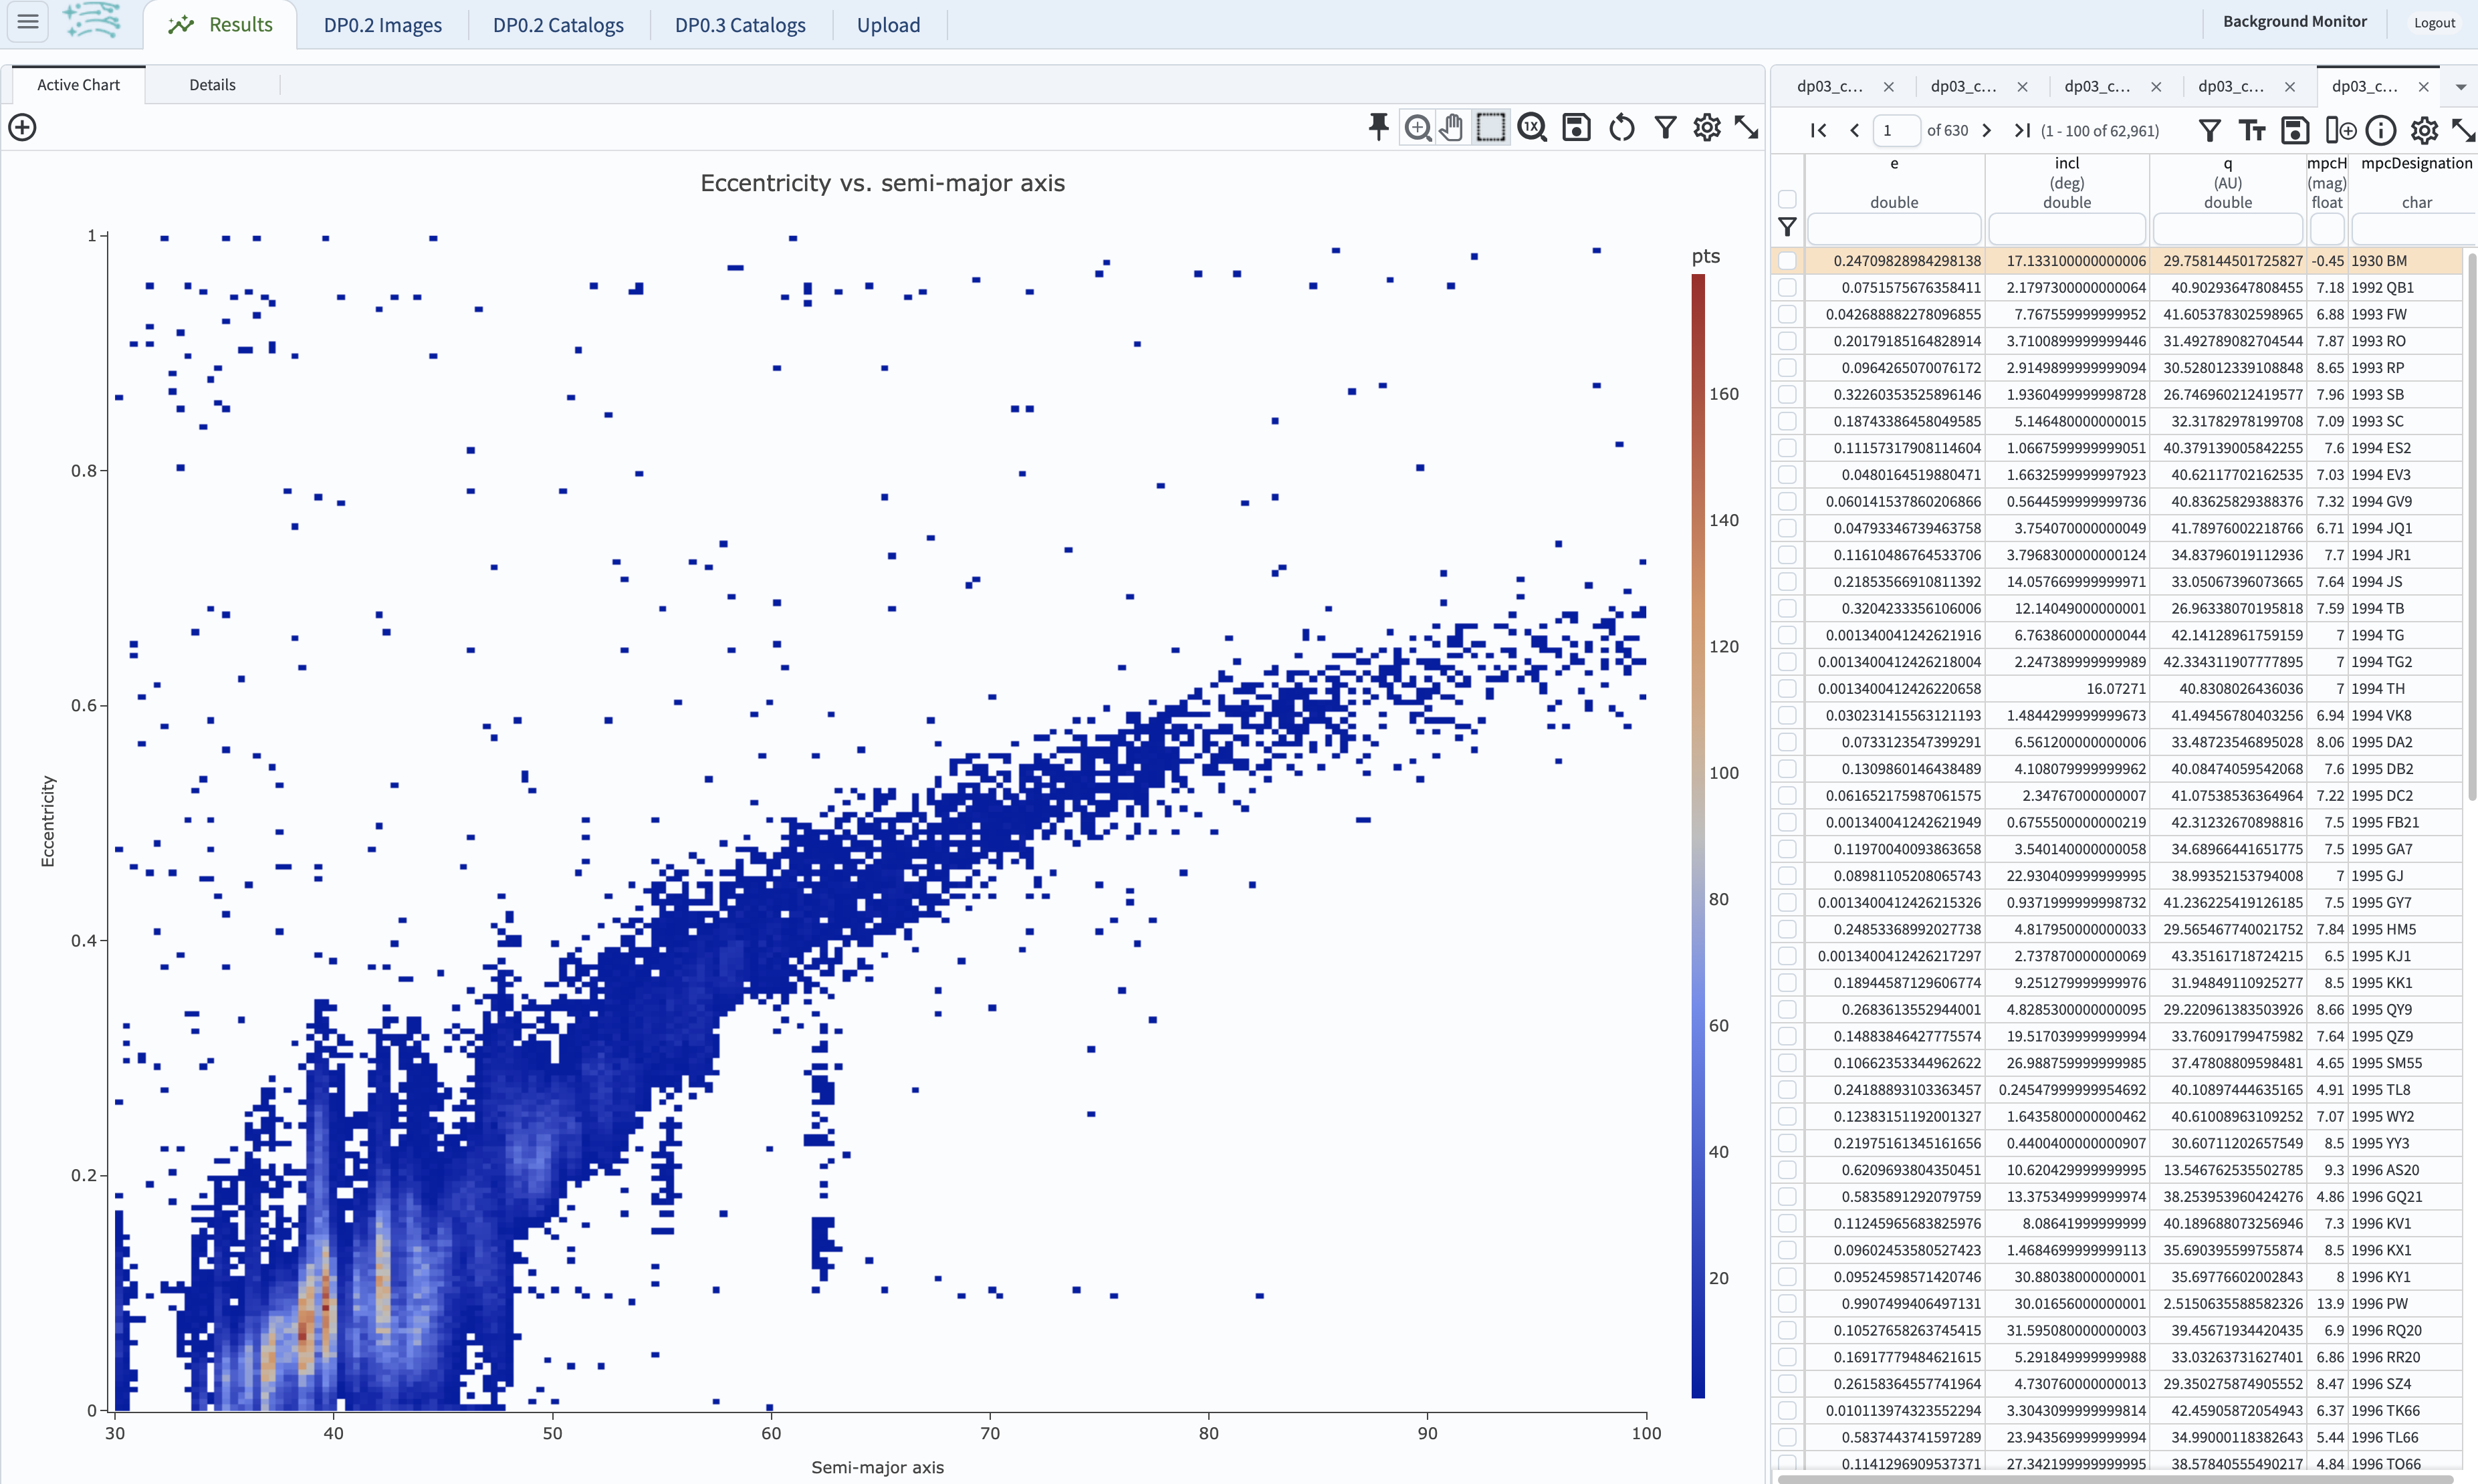 Results DP0.2 Images DP0.2 Catalogs DP0.3 Catalogs Upload Background Monitor Logout
Active Chart Details
dp03_c... dp03_c... dp03_c... dp03_c... dp03_c...
1X
1 of 630 (1 - 100 of 62,961)
Eccentricity vs. semi-major axis
pts
160
140
120
100
80
60
40
20
1
0.8
0.6
0.4
0.2
0
Eccentricity
30 40 50 60 70 80 90 100
Semi-major axis
e incl q mpcH mpcDesignation
(deg) (AU) (mag)
double double double float char
0.24709828984298138 17.133100000000006 29.758144501725827 -0.45 1930 BM
0.0751575676358411 2.1797300000000064 40.90293647808455 7.18 1992 QB1
0.042688882278096855 7.767559999999952 41.605378302598965 6.88 1993 FW
0.20179185164828914 3.7100899999999446 31.492789082704544 7.87 1993 RO
0.0964265070076172 2.9149899999999094 30.528012339108848 8.65 1993 RP
0.32260353525896146 1.9360499999998728 26.746960212419577 7.96 1993 SB
0.18743386458049585 5.146480000000015 32.31782978199708 7.09 1993 SC
0.11157317908114604 1.0667599999999051 40.379139005842255 7.6 1994 ES2
0.0480164519880471 1.6632599999997923 40.62117702162535 7.03 1994 EV3
0.060141537860206866 0.5644599999999736 40.83625829388376 7.32 1994 GV9
0.04793346739463758 3.754070000000049 41.78976002218766 6.71 1994 JQ1
0.11610486764533706 3.7968300000000124 34.83796019112936 7.7 1994 JR1
0.21853566910811392 14.057669999999971 33.05067396073665 7.64 1994 JS
0.3204233356106006 12.14049000000001 26.96338070195818 7.59 1994 TB
0.001340041242621916 6.763860000000044 42.14128961759159 7 1994 TG
0.0013400412426218004 2.247389999999989 42.334311907777895 7 1994 TG2
0.0013400412426220658 16.07271 40.8308026436036 7 1994 TH
0.030231415563121193 1.4844299999999673 41.49456780403256 6.94 1994 VK8
0.0733123547399291 6.561200000000006 33.48723546895028 8.06 1995 DA2
0.1309860146438489 4.108079999999962 40.08474059542068 7.6 1995 DB2
0.061652175987061575 2.34767000000007 41.07538536364964 7.22 1995 DC2
0.001340041242621949 0.6755500000000219 42.31232670898816 7.5 1995 FB21
0.11970040093863658 3.540140000000058 34.68966441651775 7.5 1995 GA7
0.08981105208065743 22.930409999999995 38.99352153794008 7 1995 GJ
0.0013400412426215326 0.9371999999998732 41.236225419126185 7.5 1995 GY7
0.24853368992027738 4.817950000000033 29.565467740021752 7.84 1995 HM5
0.0013400412426217297 2.737870000000069 43.35161718724215 6.5 1995 KJ1
0.18944587129606774 9.251279999999976 31.94849110925277 8.5 1995 KK1
0.2683613552944001 4.8285300000000095 29.220961383503926 8.66 1995 QY9
0.14883846427775574 19.517039999999994 33.76091799475982 7.64 1995 QZ9
0.10662353344962622 26.988759999999985 37.47808809598481 4.65 1995 SM55
0.24188893103363457 0.24547999999954692 40.10897444635165 4.91 1995 TL8
0.12383151192001327 1.6435800000000462 40.61008963109252 7.07 1995 WY2
0.21975161345161656 0.4400400000000907 30.60711202657549 8.5 1995 YY3
0.6209693804350451 10.620429999999995 13.546762535502785 9.3 1996 AS20
0.5835891292079759 13.375349999999974 38.253953960424276 4.86 1996 GQ21
0.11245965683825976 8.08641999999999 40.189688073256946 7.3 1996 KV1
0.09602453580527423 1.4684699999999113 35.690395599755874 8.5 1996 KX1
0.09524598571420746 30.88038000000001 35.69776602002843 8 1996 KY1
0.9907499406497131 30.01656000000001 2.5150635588582326 13.9 1996 PW
0.10527658263745415 31.595080000000003 39.45671934420435 6.9 1996 RQ20
0.16917779484621615 5.291849999999988 33.03263731627401 6.86 1996 RR20
0.26158364557741964 4.730760000000013 29.350275874905552 8.47 1996 SZ4
0.010113974323552294 3.3043099999999814 42.45905872054943 6.37 1996 TK66
0.5837443741597289 23.943569999999994 34.99000118382643 5.44 1996 TL66
0.1141296909537371 27.342199999999995 38.57840555490217 4.84 1996 TO66